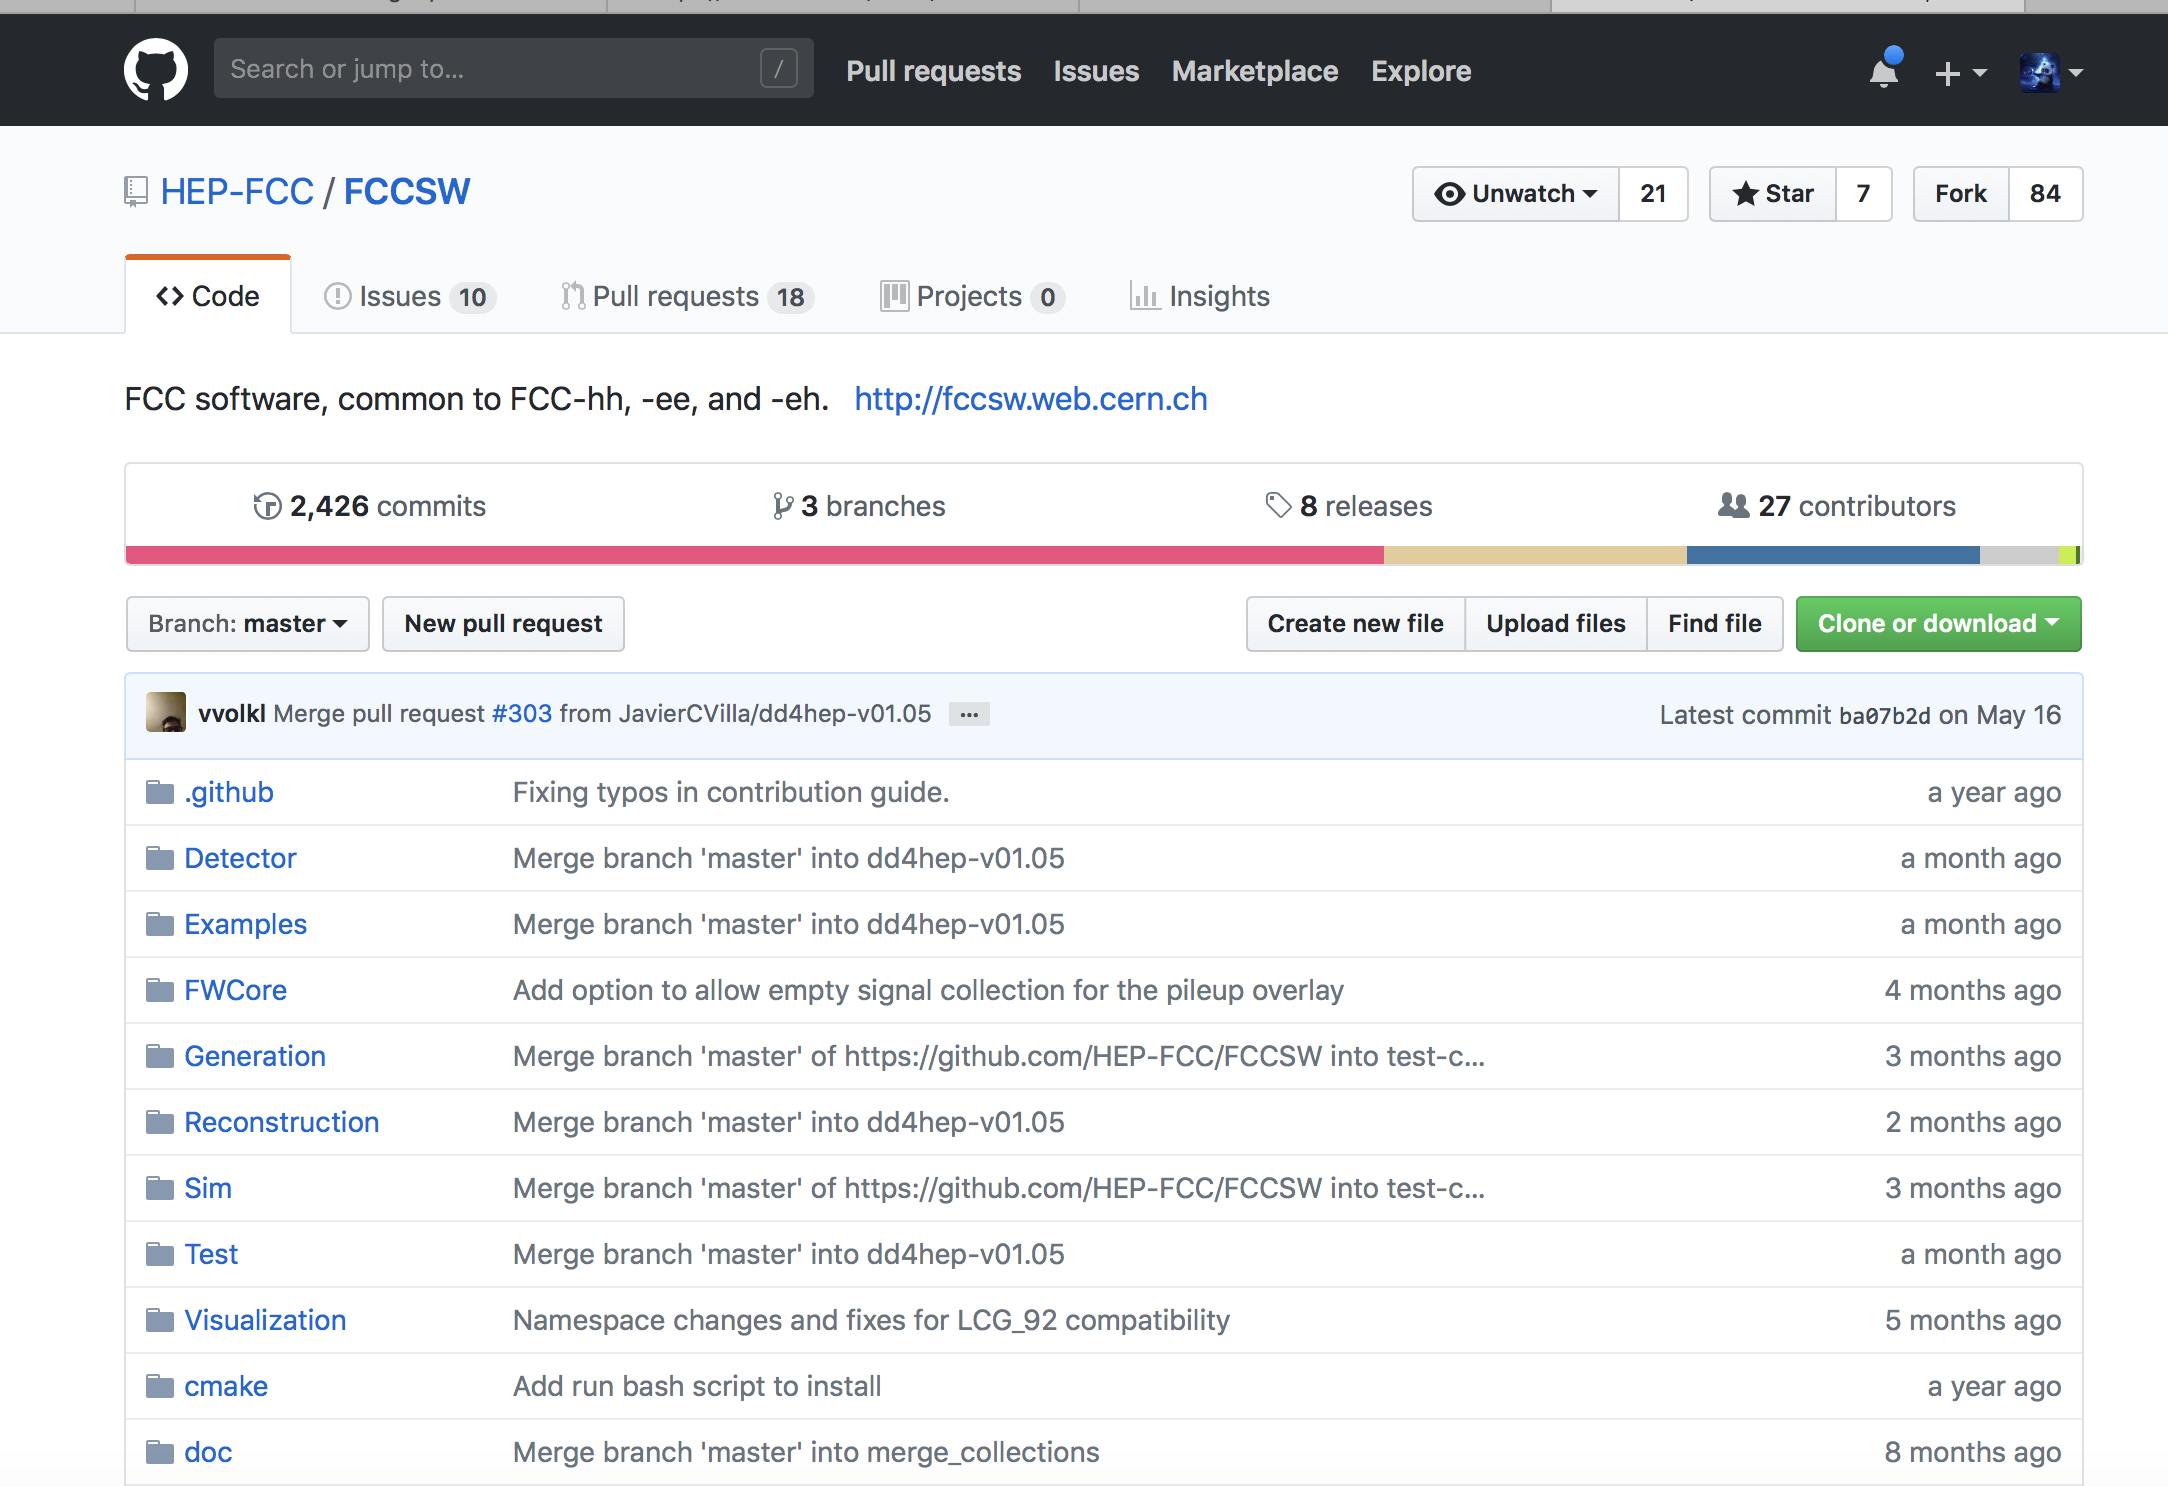 Search or jump to... /
Pull requests Issues Marketplace Explore
HEP-FCC / FCCSW
Unwatch 21 Star 7 Fork 84
Code Issues 10 Pull requests 18 Projects 0 Insights
FCC software, common to FCC-hh, -ee, and -eh. http://fccsw.web.cern.ch
2,426 commits 3 branches 8 releases 27 contributors
Branch: master New pull request Create new file Upload files Find file Clone or download
vvolkl Merge pull request #303 from JavierCVilla/dd4hep-v01.05 ... Latest commit ba07b2d on May 16
.github Fixing typos in contribution guide. a year ago
Detector Merge branch 'master' into dd4hep-v01.05 a month ago
Examples Merge branch 'master' into dd4hep-v01.05 a month ago
FWCore Add option to allow empty signal collection for the pileup overlay 4 months ago
Generation Merge branch 'master' of https://github.com/HEP-FCC/FCCSW into test-c... 3 months ago
Reconstruction Merge branch 'master' into dd4hep-v01.05 2 months ago
Sim Merge branch 'master' of https://github.com/HEP-FCC/FCCSW into test-c... 3 months ago
Test Merge branch 'master' into dd4hep-v01.05 a month ago
Visualization Namespace changes and fixes for LCG_92 compatibility 5 months ago
cmake Add run bash script to install a year ago
doc Merge branch 'master' into merge_collections 8 months ago